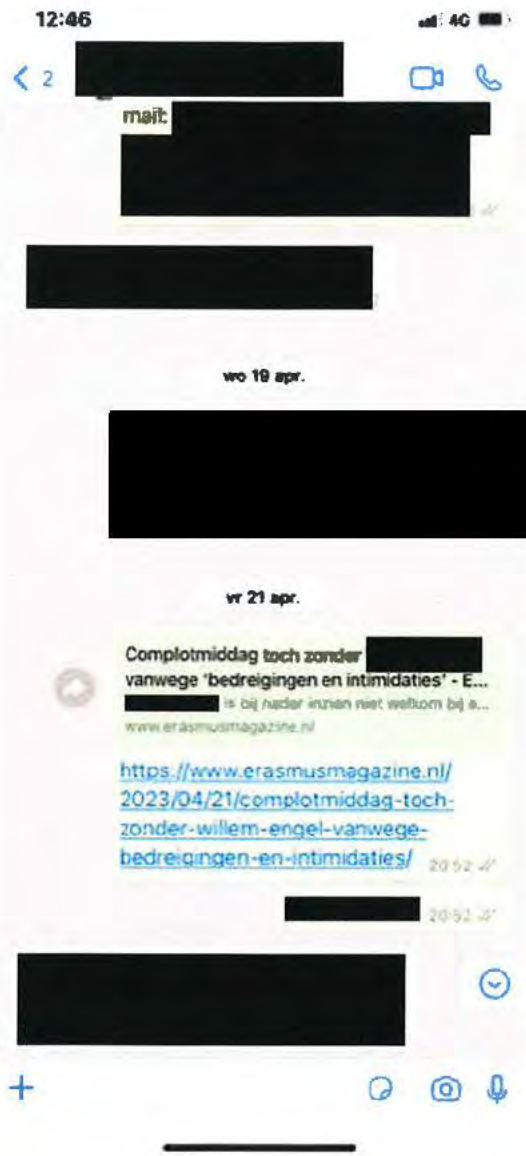 12:46
4G
2
mail:
wo 19 apr.
vr 21 apr.
Complotmiddag toch zonder
vanwege 'bedreigingen en intimidaties' - E...
is bij nader inzien niet welkom bij e...
www.erasmusmagazine.nl
https://www.erasmusmagazine.nl/
2023/04/21/complotmiddag-toch-
zonder-willem-engel-vanwege-
bedreigingen-en-intimidaties/ 20:52
20:52